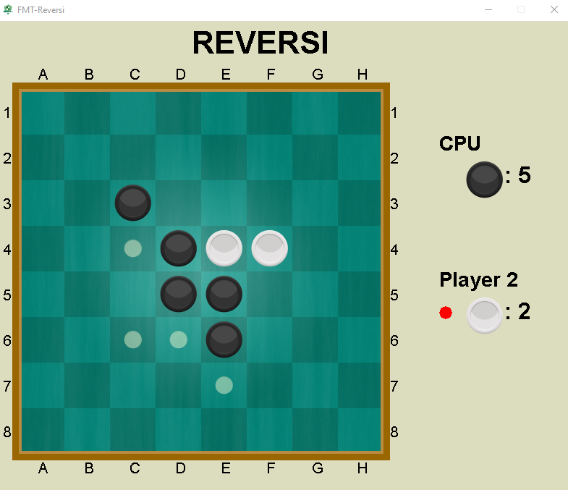 FMT-Reversi
REVERSI
A B C D E F G H
1 1
2 2
3 3
4 4
5 5
6 6
7 7
8 8
A B C D E F G H
CPU
: 5
Player 2
: 2